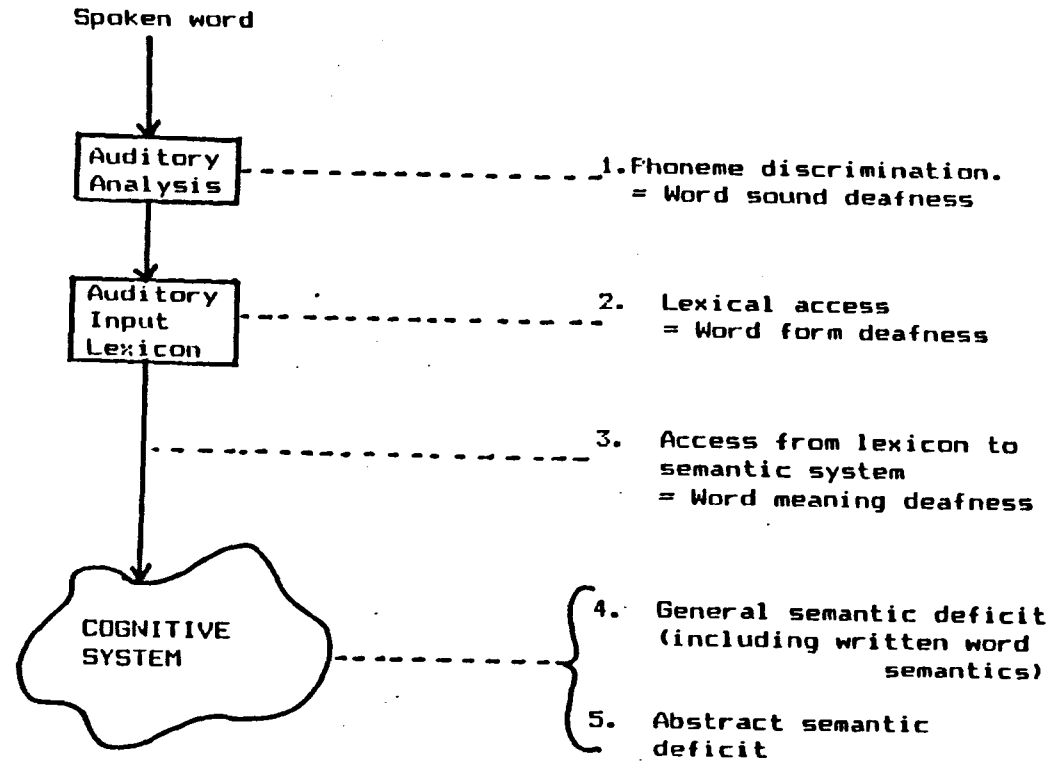 Spoken word
Auditory
Analysis
1.Phoneme discrimination.
= Word sound deafness
Auditory
Input
Lexicon
2. Lexical access
= Word form deafness
3. Access from lexicon to
semantic system
= Word meaning deafness
COGNITIVE
SYSTEM
4. General semantic deficit
(including written word
semantics)
5. Abstract semantic
deficit